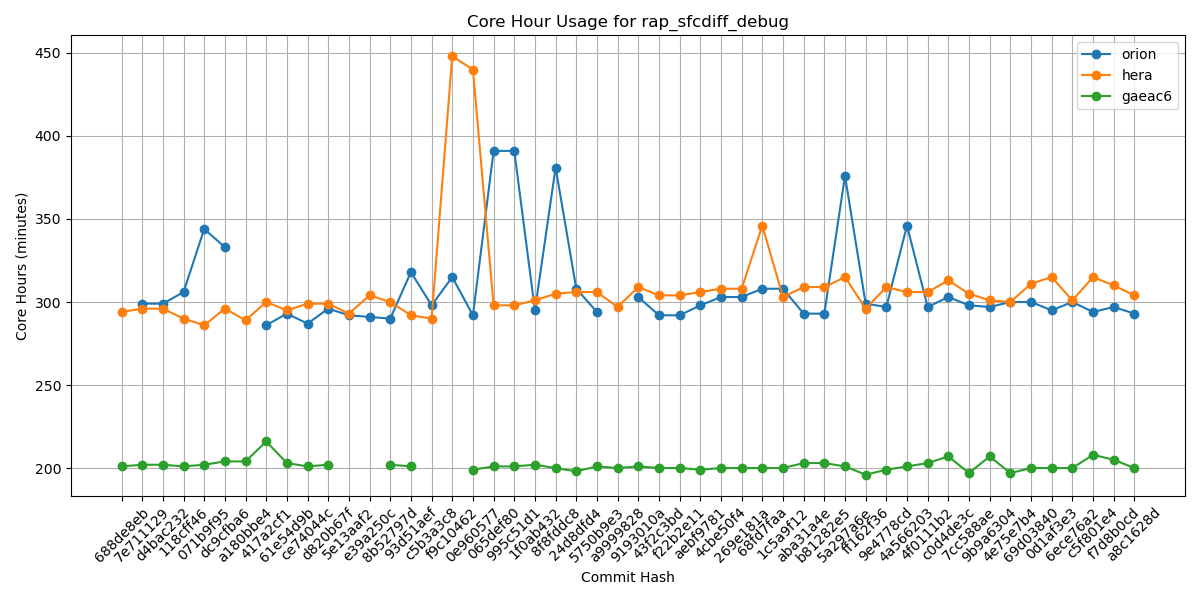 Core Hour Usage for rap_sfcdiff_debug
orion
hera
gaeac6
Core Hours (minutes)
450
400
350
300
250
200
688de8eb
7e711129
d4bac232
118cff46
071b9f95
dc9cfba6
a180bbe4
417a2cf1
61e54d9b
ce74044c
d820b67f
5e13aaf2
e39a250c
8b52797d
93d51aef
c5b3a3c8
f9c10462
0e960577
065def80
995c51d1
1f0ab432
8f8fddc8
24d8dfd4
5750b9e3
a9999828
9193010a
43f253bd
f22b2e11
aebf9781
4cbe50f4
269e181a
68fd7faa
1c5a9f12
aba31a4e
b81282e5
5a297a6e
ff162f36
9e4778cd
4a566203
4f011b2
c0d4de3c
7cc588ae
9b9a6304
4e75e7b4
69d03840
0d1af3e3
6ece76a2
c5f801e4
f7d8b0cd
a8c1628d
Commit Hash